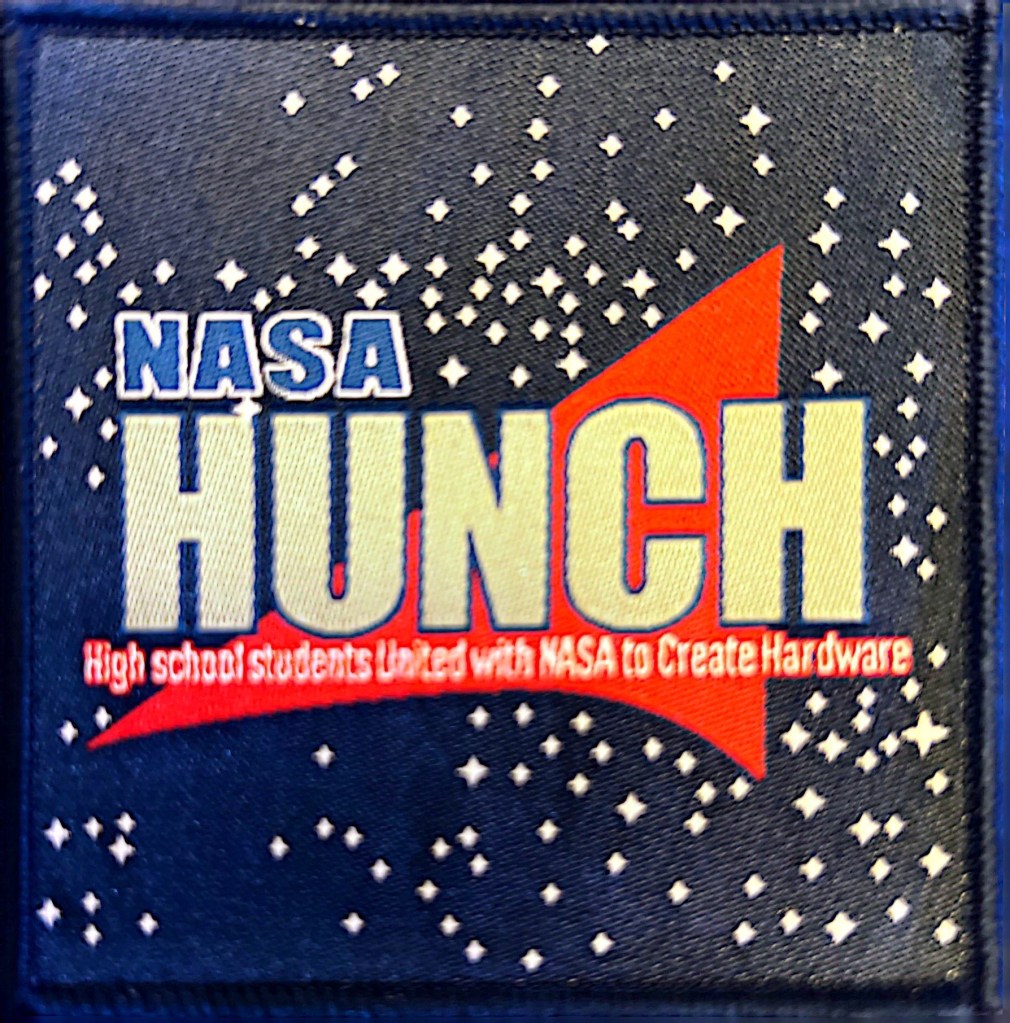 NASA
HUNCH
High school students United with NASA to Create Hardware